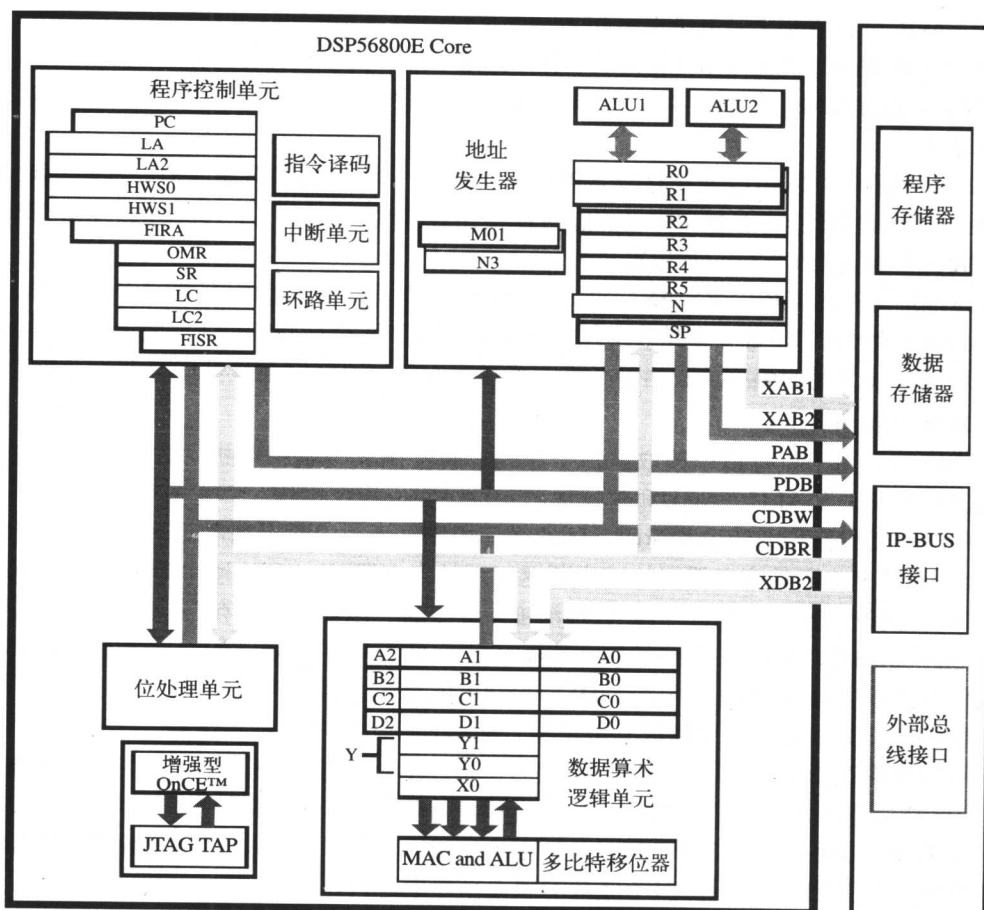 DSP56800E Core
程序控制单元
PC
LA
LA2
HWS0
HWS1
FIRA
OMR
SR
LC
LC2
FISR
指令译码
中断单元
环路单元
地址
发生器
ALU1
ALU2
M01
N3
R0
R1
R2
R3
R4
R5
N
SP
XAB1
XAB2
PAB
PDB
CDBW
CDBR
XDB2
程序
存储器
数据
存储器
IP-BUS
接口
外部总
线接口
位处理单元
增强型
OnCE™
JTAG TAP
A2 A1 A0
B2 B1 B0
C2 C1 C0
D2 D1 D0
Y
Y1
Y0
X0
数据算术
逻辑单元
MAC and ALU
多比特移位器